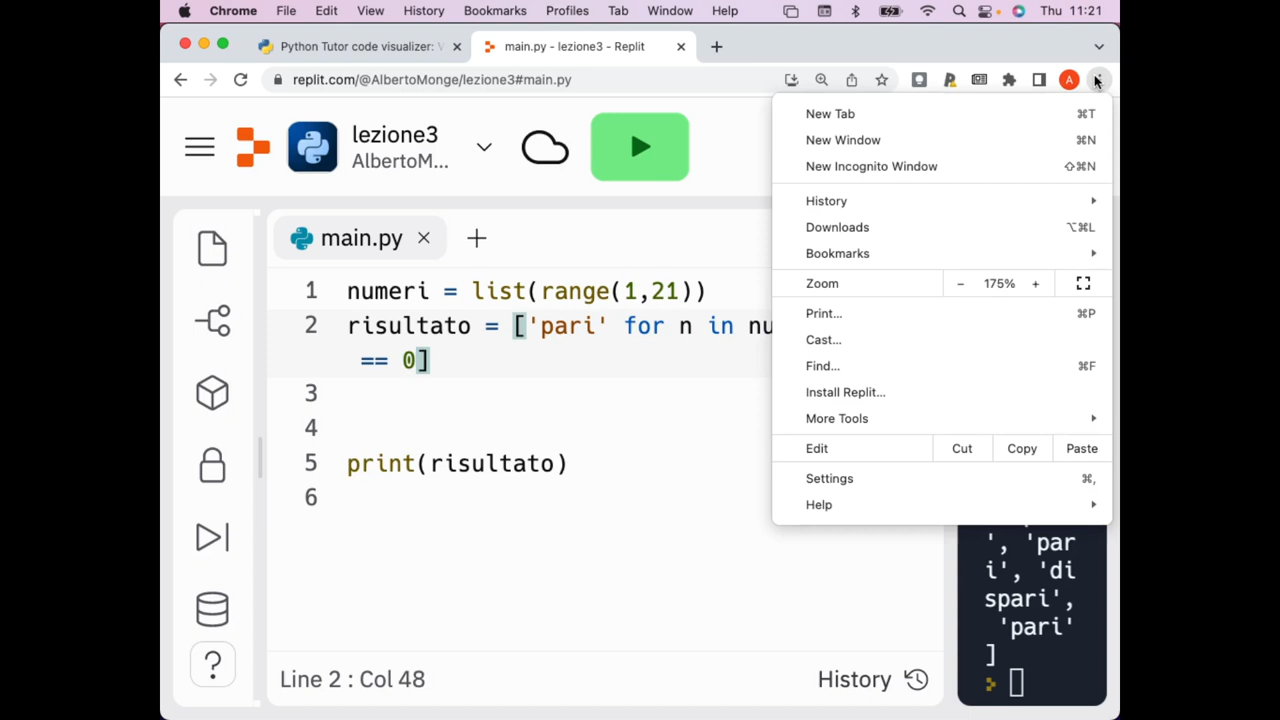 Chrome File Edit View History Bookmarks Profiles Tab Window Help Thu 11:21
Python Tutor code visualizer: main.py - lezione3 - Replit
replit.com/@AlbertoMonge/lezione3#main.py A
New Tab ⌘T
New Window ⌘N
New Incognito Window ⇧⌘N
History
Downloads ⌥⌘L
Bookmarks
Zoom − 175% +
Print... ⌘P
Cast...
Find... ⌘F
Install Replit...
More Tools
Edit Cut Copy Paste
Settings ⌘,
Help
lezione3
AlbertoM...
main.py
1 numeri = list(range(1,21))
2 risultato = ['pari' for n in nu
== 0]
3
4
5 print(risultato)
6
', 'par
i', 'di
spari',
'pari'
]
Line 2 : Col 48 History